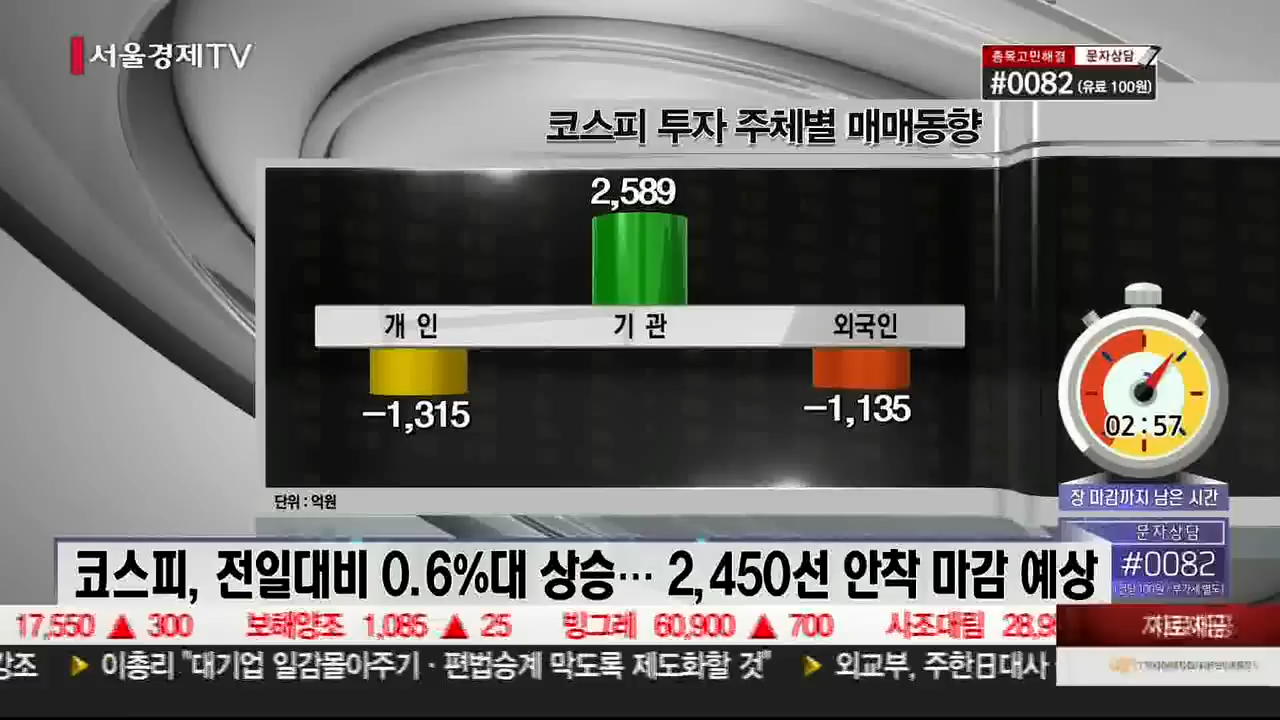 서울경제TV
종목고민해결 문자상담
#0082 (유료 100원)
코스피 투자 주체별 매매동향
2,589
개 인 기 관 외국인
-1,315
-1,135
단위 : 억원
02:57
장 마감까지 남은 시간
문자상담
#0082
코스피, 전일대비 0.6%대 상승… 2,450선 안착 마감 예상
17,550 ▲ 300 보해양조 1,085 ▲ 25 빙그레 60,900 ▲ 700 사조대림
강조 ▶ 이총리 "대기업 일감몰아주기·편법승계 막도록 제도화할 것" ▶ 외교부, 주한日대사